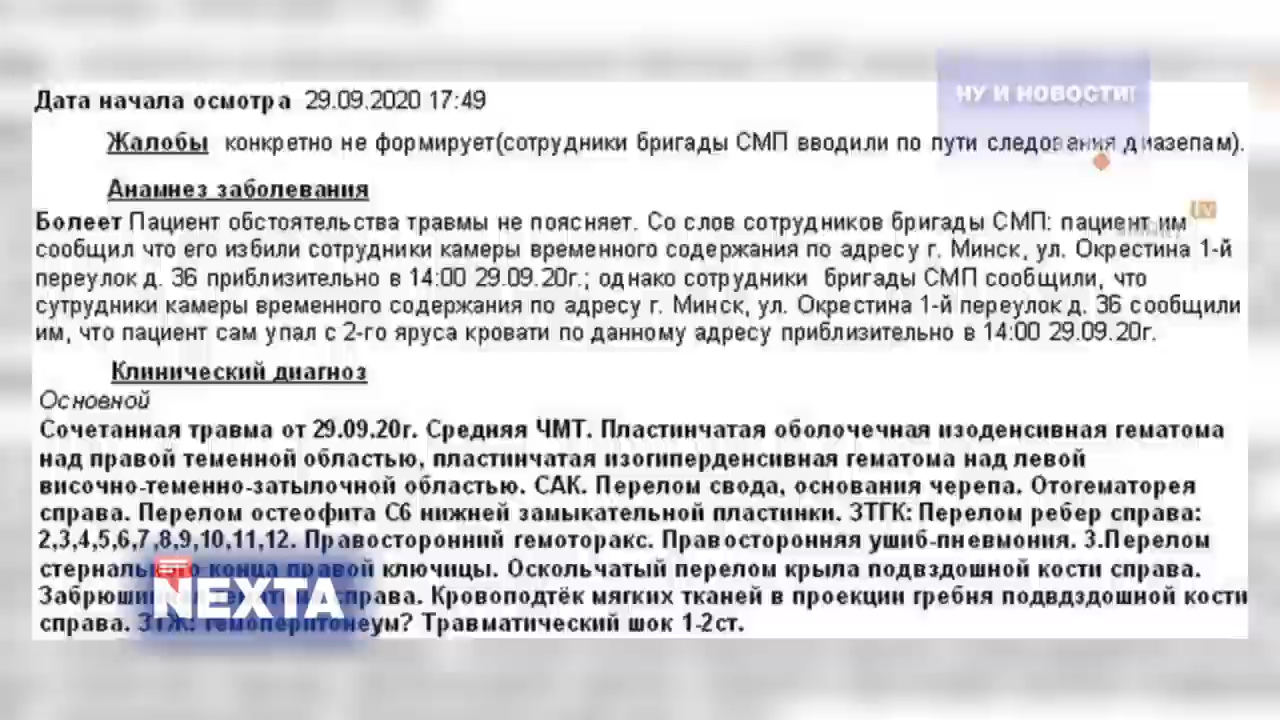 НУ И НОВОСТИ!
Дата начала осмотра 29.09.2020 17:49
Жалобы конкретно не формирует(сотрудники бригады СМП вводили по пути следования диазепам).
Анамнез заболевания
Болеет Пациент обстоятельства травмы не поясняет. Со слов сотрудников бригады СМП: пациент им
tv
сообщил что его избили сотрудники камеры временного содержания по адресу г. Минск, ул. Окрестина 1-й
переулок д. 36 приблизительно в 14:00 29.09.20г.; однако сотрудники бригады СМП сообщили, что
сутрудники камеры временного содержания по адресу г. Минск, ул. Окрестина 1-й переулок д. 36 сообщили
им, что пациент сам упал с 2-го яруса кровати по данному адресу приблизительно в 14:00 29.09.20г.
Клинический диагноз
Основной
Сочетанная травма от 29.09.20г. Средняя ЧМТ. Пластинчатая оболочечная изоденсивная гематома
над правой теменной областью, пластинчатая изогиперденсивная гематома над левой
височно-теменно-затылочной областью. САК. Перелом свода, основания черепа. Отогематорея
справа. Перелом остеофита С6 нижней замыкательной пластинки. ЗТГК: Перелом ребер справа:
2,3,4,5,6,7,8,9,10,11,12. Правосторонний гемоторакс. Правосторонняя ушиб-пневмония. 3.Перелом
стернального конца правой ключицы. Оскольчатый перелом крыла подвздошной кости справа.
справа. Кровоподтёк мягких тканей в проекции гребня подвдздошной кости
справа. ЗТЖ: гемоперитонеум? Травматический шок 1-2ст.
NEXTA